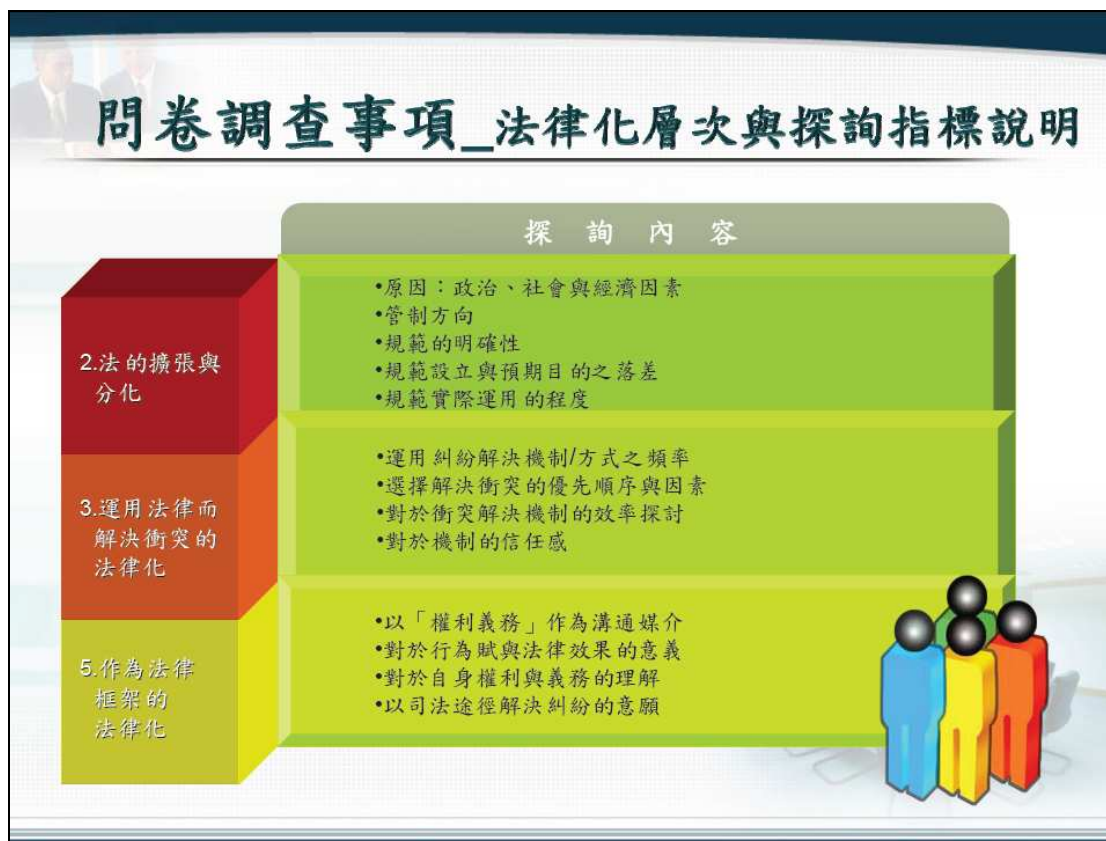 問卷調查事項_法律化層次與探詢指標說明
探詢內容
2.法的擴張與
分化
•原因：政治、社會與經濟因素
•管制方向
•規範的明確性
•規範設立與預期目的之落差
•規範實際運用的程度
3.運用法律而
解決衝突的
法律化
•運用糾紛解決機制/方式之頻率
•選擇解決衝突的優先順序與因素
•對於衝突解決機制的效率探討
•對於機制的信任感
5.作為法律
框架的
法律化
•以「權利義務」作為溝通媒介
•對於行為賦與法律效果的意義
•對於自身權利與義務的理解
•以司法途徑解決糾紛的意願